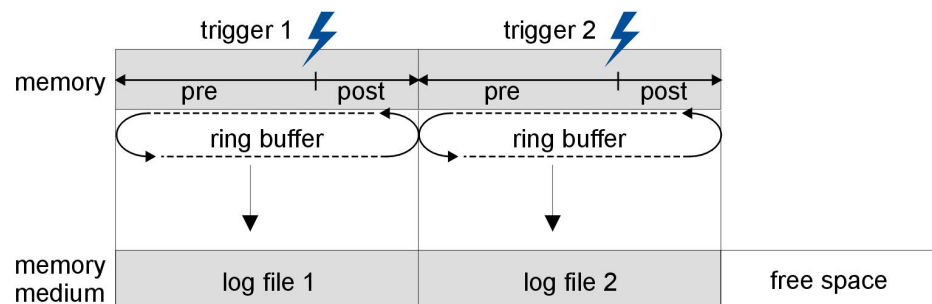 trigger 1
trigger 2
memory
pre
post
pre
post
ring buffer
ring buffer
memory
medium
log file 1
log file 2
free space